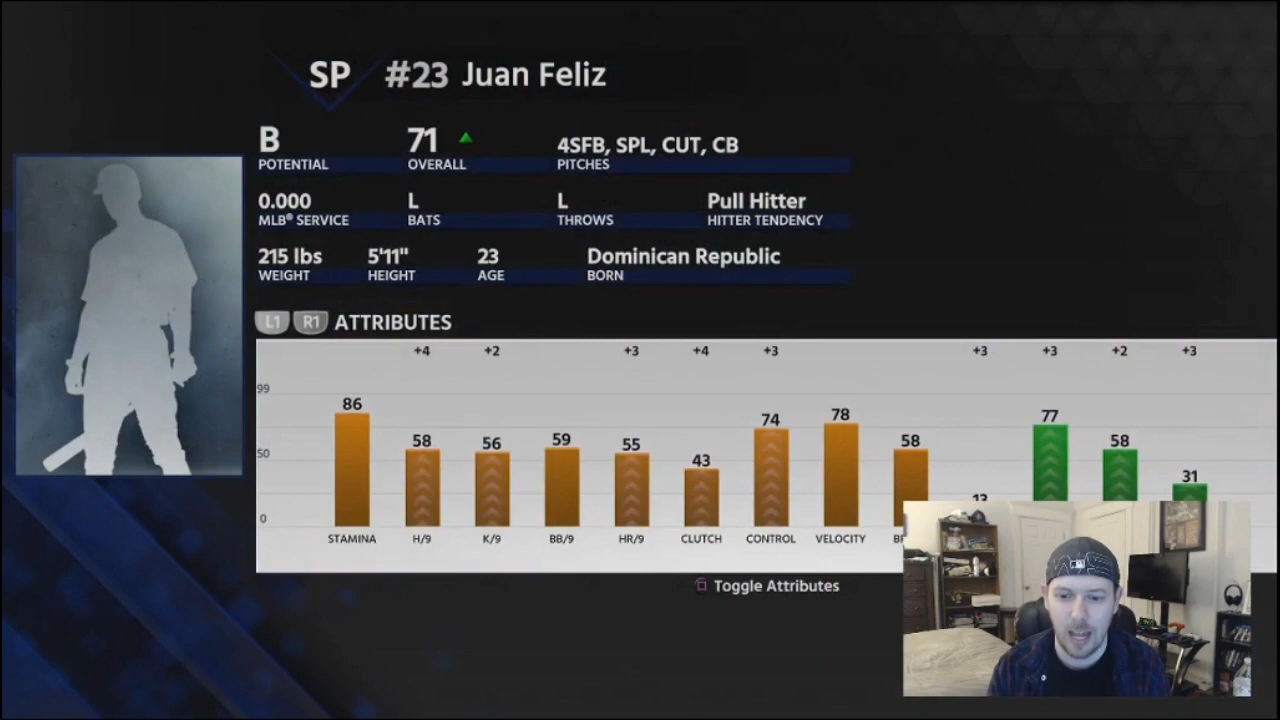 SP #23 Juan Feliz
B 71 4SFB, SPL, CUT, CB
POTENTIAL OVERALL PITCHES
0.000 L L Pull Hitter
MLB® SERVICE BATS THROWS HITTER TENDENCY
215 lbs 5'11" 23 Dominican Republic
WEIGHT HEIGHT AGE BORN
L1 R1 ATTRIBUTES
+4 +2 +3 +4 +3 +3 +3 +2 +3
99
86 58 56 59 55 43 74 78 58 13 77 58 31
50
0
STAMINA H/9 K/9 BB/9 HR/9 CLUTCH CONTROL VELOCITY
Toggle Attributes